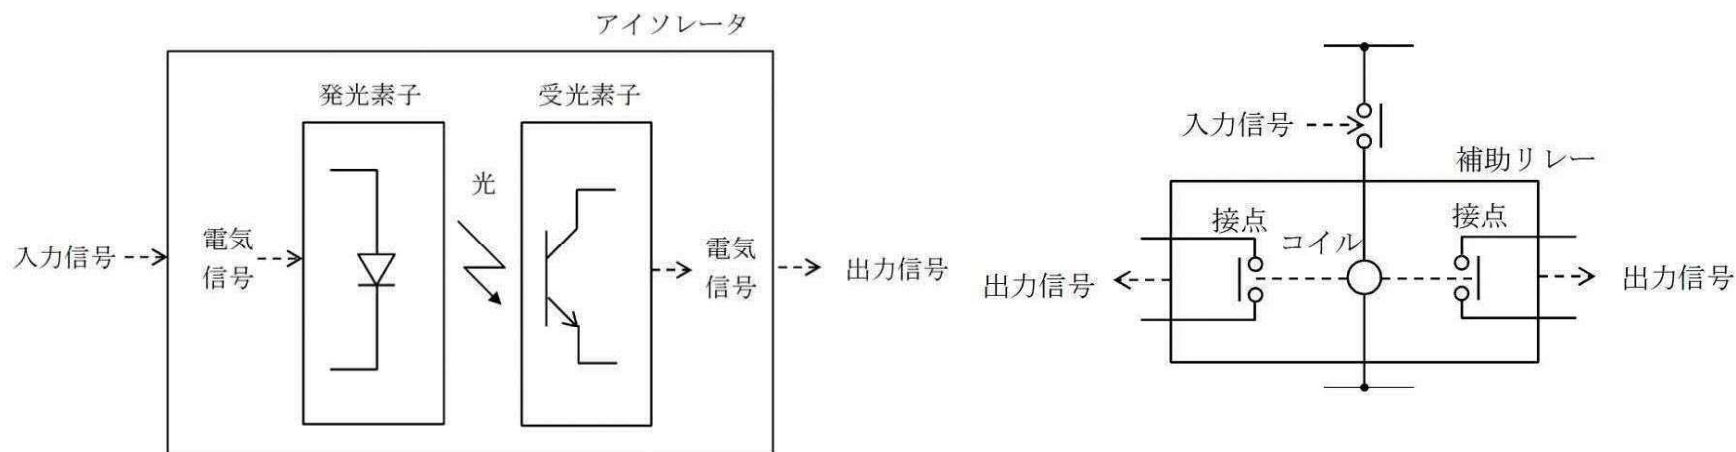 アイソレータ
発光素子
受光素子
光
入力信号
電気
信号
電気
信号
出力信号
入力信号
補助リレー
接点
コイル
接点
出力信号
出力信号